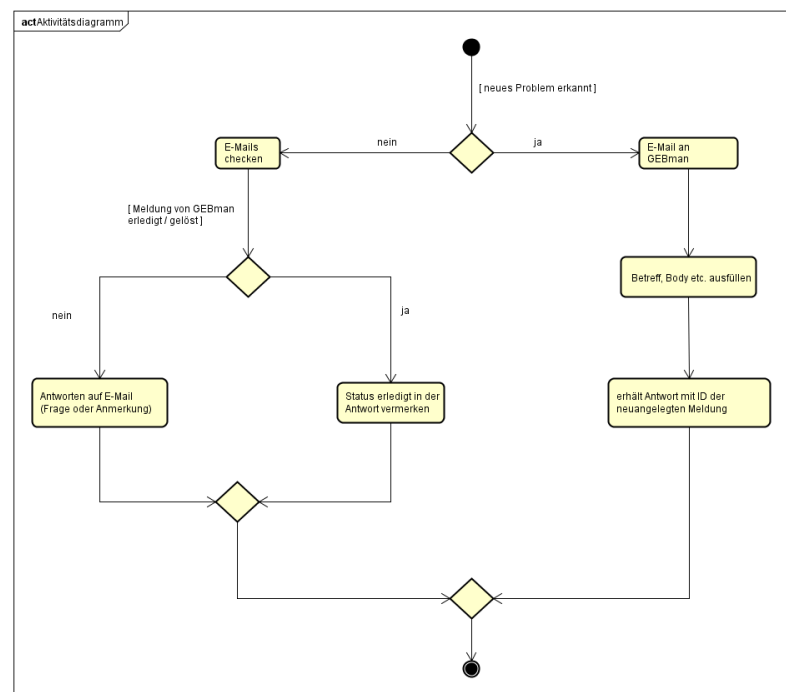 act Aktivitätsdiagramm
[ neues Problem erkannt ]
nein
ja
E-Mails
checken
E-Mail an
GEBman
[ Meldung von GEBman
erledigt / gelöst ]
Betreff, Body etc. ausfüllen
nein
ja
Antworten auf E-Mail
(Frage oder Anmerkung)
Status erledigt in der
Antwort vermerken
erhält Antwort mit ID der
neuangelegten Meldung